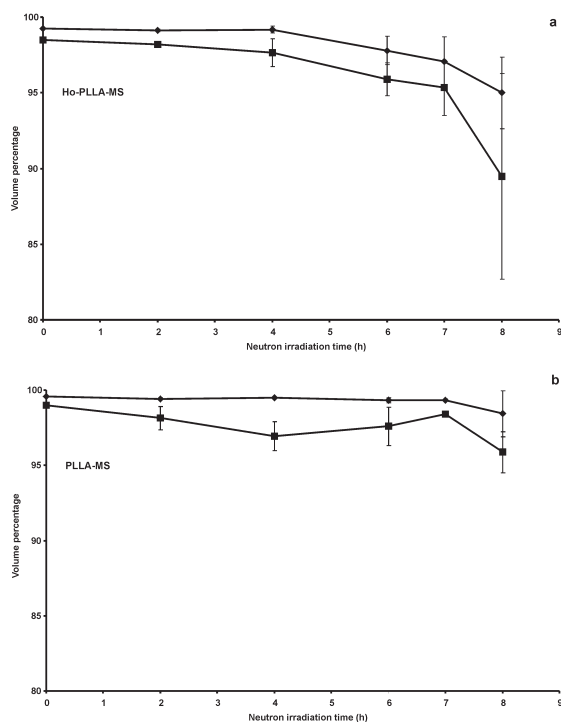 a
100
95
90
85
80
Volume percentage
Ho-PLLA-MS
0 1 2 3 4 5 6 7 8 9
Neutron irradiation time (h)
b
100
95
90
85
80
Volume percentage
PLLA-MS
0 1 2 3 4 5 6 7 8 9
Neutron irradiation time (h)